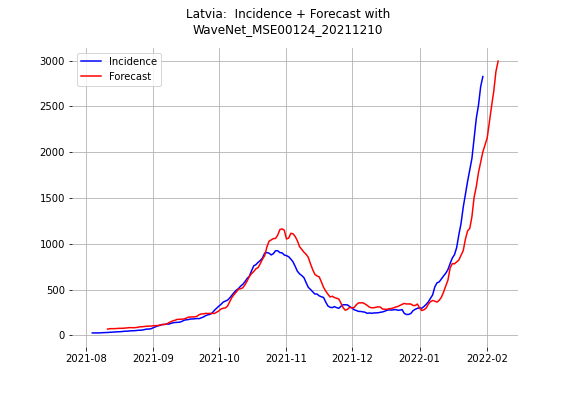 Latvia:  Incidence + Forecast with
WaveNet_MSE00124_20211210
Incidence
Forecast
3000
2500
2000
1500
1000
500
0
2021-08 2021-09 2021-10 2021-11 2021-12 2022-01 2022-02